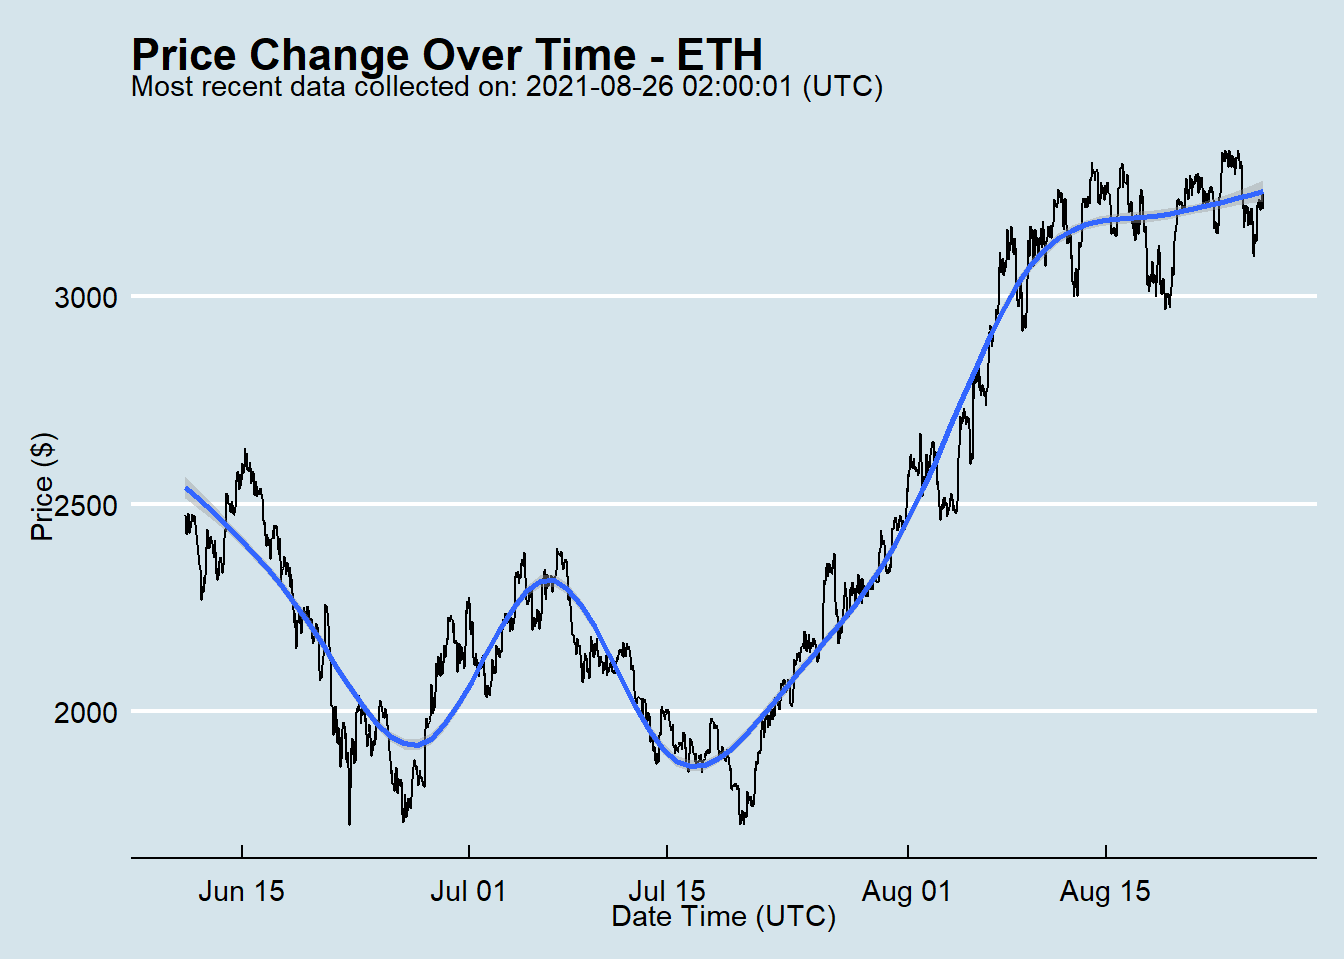 Price Change Over Time - ETH
Most recent data collected on: 2021-08-26 02:00:01 (UTC)
Price ($)
3000
2500
2000
Jun 15
Jul 01
Jul 15
Aug 01
Aug 15
Date Time (UTC)